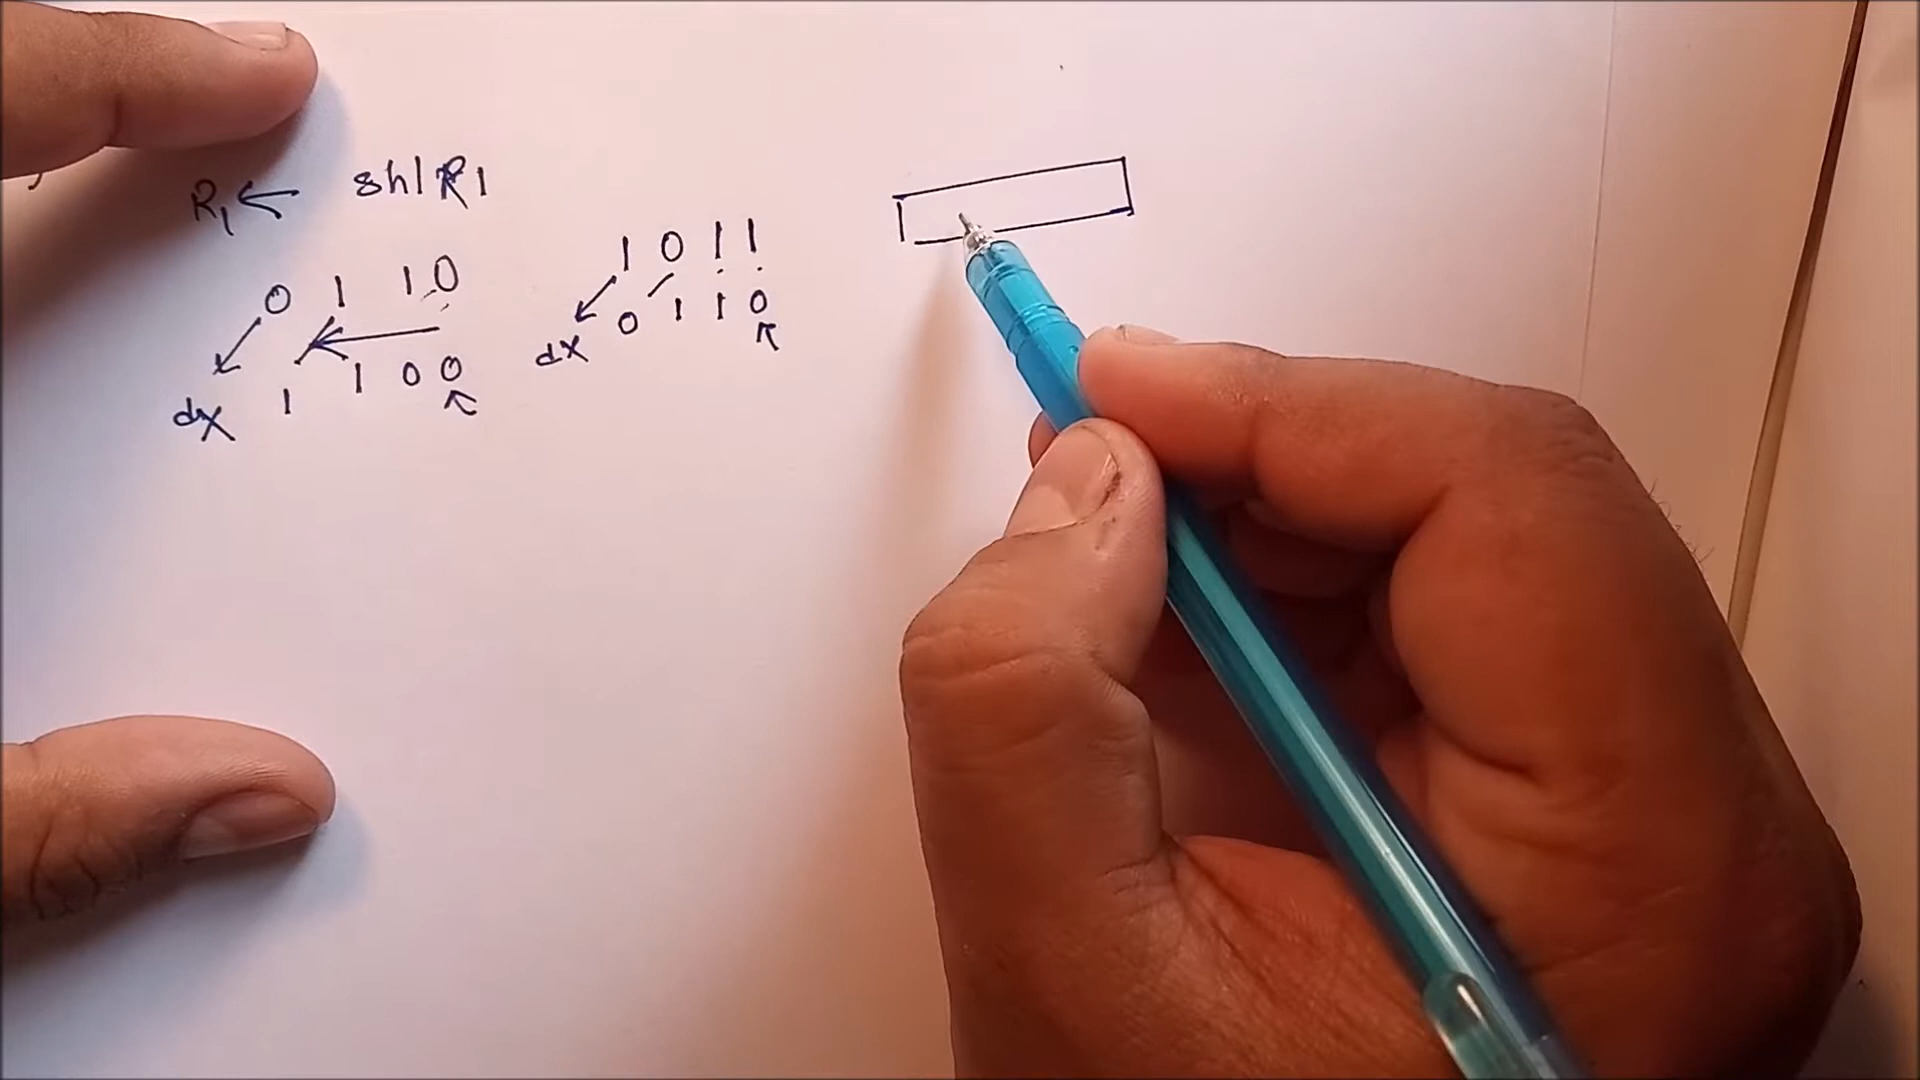 R1 ← shl R1
0 1 1 0
dx 1 1 0 0
1 0 1 1
dx 0 1 1 0